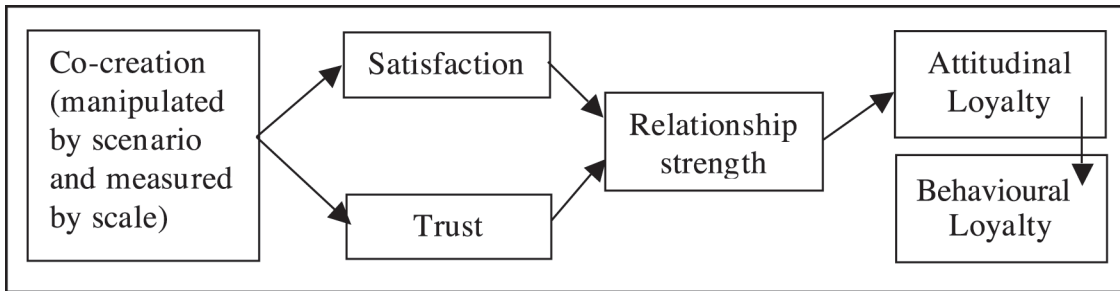 Co-creation
(manipulated
by scenario
and measured
by scale)
Satisfaction
Trust
Relationship
strength
Attitudinal
Loyalty
Behavioural
Loyalty